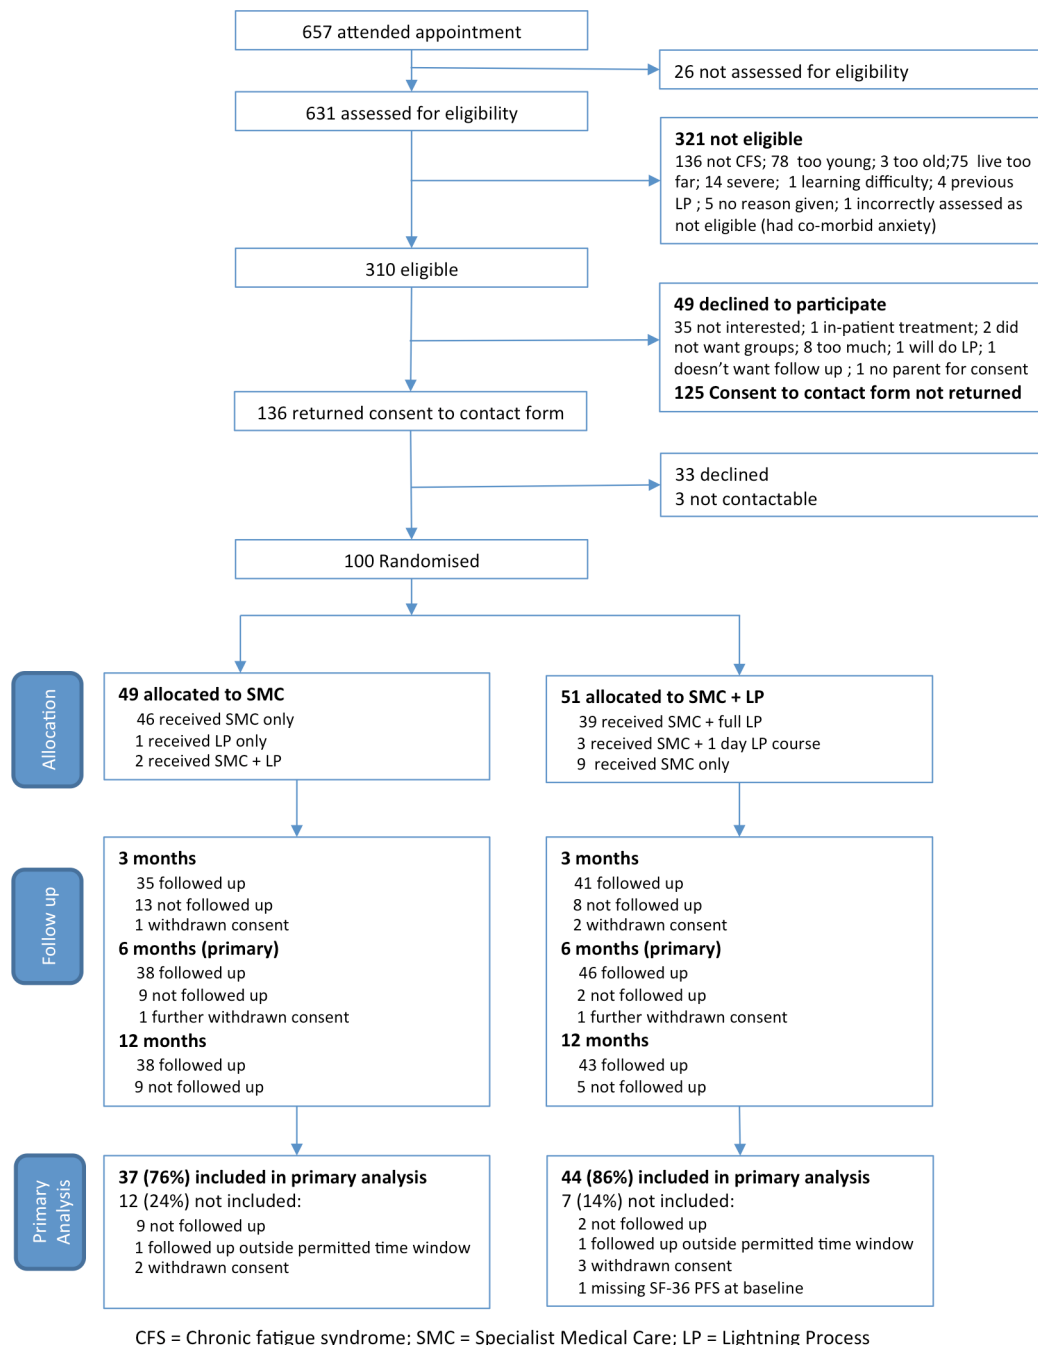 657 attended appointment
26 not assessed for eligibility
631 assessed for eligibility
321 not eligible
136 not CFS; 78  too young; 3 too old;75  live too
far; 14 severe;  1 learning difficulty; 4 previous
LP ; 5 no reason given; 1 incorrectly assessed as
not eligible (had co-morbid anxiety)
310 eligible
49 declined to participate
35 not interested; 1 in-patient treatment; 2 did
not want groups; 8 too much; 1 will do LP; 1
doesn’t want follow up ; 1 no parent for consent
125 Consent to contact form not returned
136 returned consent to contact form
33 declined
3 not contactable
100 Randomised
Allocation
49 allocated to SMC
46 received SMC only
1 received LP only
2 received SMC + LP
51 allocated to SMC + LP
39 received SMC + full LP
3 received SMC + 1 day LP course
9  received SMC only
Follow up
3 months
35 followed up
13 not followed up
1 withdrawn consent
6 months (primary)
38 followed up
9 not followed up
1 further withdrawn consent
12 months
38 followed up
9 not followed up
3 months
41 followed up
8 not followed up
2 withdrawn consent
6 months (primary)
46 followed up
2 not followed up
1 further withdrawn consent
12 months
43 followed up
5 not followed up
Primary
Analysis
37 (76%) included in primary analysis
12 (24%) not included:
9 not followed up
1 followed up outside permitted time window
2 withdrawn consent
44 (86%) included in primary analysis
7 (14%) not included:
2 not followed up
1 followed up outside permitted time window
3 withdrawn consent
1 missing SF-36 PFS at baseline
CFS = Chronic fatigue syndrome; SMC = Specialist Medical Care; LP = Lightning Process